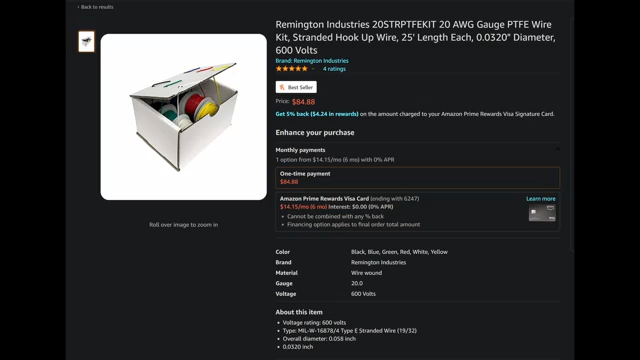 ‹ Back to results
Remington Industries 20STRPTFEKIT 20 AWG Gauge PTFE Wire
Kit, Stranded Hook Up Wire, 25' Length Each, 0.0320" Diameter,
600 Volts
Brand: Remington Industries
4 ratings
Best Seller
Price: $84.88
Get 5% back ($4.24 in rewards) on the amount charged to your Amazon Prime Rewards Visa Signature Card.
Enhance your purchase
Monthly payments
1 option from $14.15/mo (6 mo) with 0% APR
One-time payment
$84.88
Amazon Prime Rewards Visa Card (ending with 6247)
Learn more
$14.15/mo (6 mo) Interest: $0.00 (0% APR)
• Cannot be combined with any % back
• Financing option applies to final order total amount
Roll over image to zoom in
Color Black, Blue, Green, Red, White, Yellow
Brand Remington Industries
Material Wire wound
Gauge 20.0
Voltage 600 Volts
About this item
• Voltage rating: 600 volts
• Type: MIL-W-16878/4 Type E Stranded Wire (19/32)
• Overall diameter: 0.058 inch
• 0.0320 inch